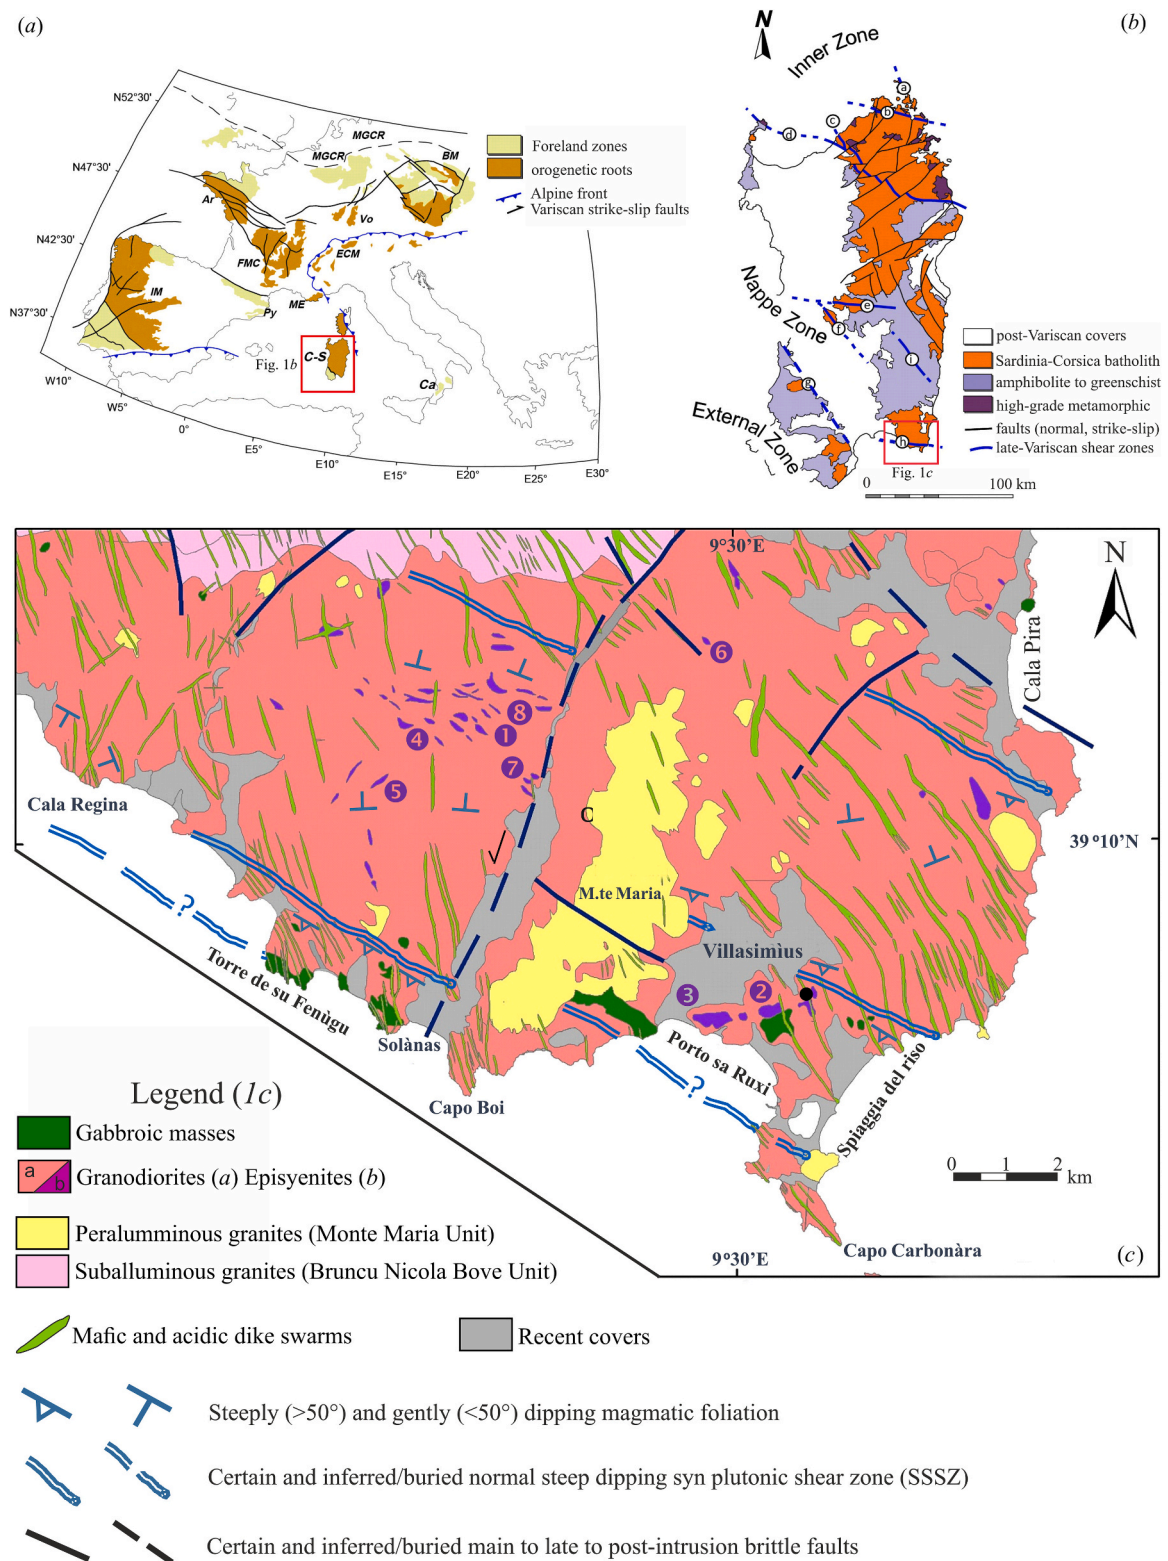 (a)
N52°30'
N47°30'
N42°30'
N37°30'
W10°
W5°
0°
E5°
E10°
E15°
E20°
E25°
E30°
MGCR
MGCR
BM
Ar
Vo
FMC
ECM
IM
ME
Py
C-S
Fig. 1b
Ca
Foreland zones
orogenetic roots
Alpine front
Variscan strike-slip faults
(b)
N
Inner Zone
Nappe Zone
External Zone
a
b
c
d
e
f
g
h
i
Fig. 1c
0 100 km
post-Variscan covers
Sardinia-Corsica batholith
amphibolite to greenschist
high-grade metamorphic
faults (normal, strike-slip)
late-Variscan shear zones
9°30'E
N
Cala Pira
6
8
1
4
7
5
C
Cala Regina
39°10'N
M.te Maria
?
Villasimìus
Torre de su Fenùgu
3
2
Solànas
Porto sa Ruxi
?
Spiaggia del riso
Capo Boi
0 1 2 km
9°30'E
Capo Carbonàra
(c)
Legend (1c)
Gabbroic masses
a
b
Granodiorites (a) Episyenites (b)
Peralumminous granites (Monte Maria Unit)
Suballuminous granites (Bruncu Nicola Bove Unit)
Mafic and acidic dike swarms
Recent covers
Steeply (>50°) and gently (<50°) dipping magmatic foliation
Certain and inferred/buried normal steep dipping syn plutonic shear zone (SSSZ)
Certain and inferred/buried main to late to post-intrusion brittle faults